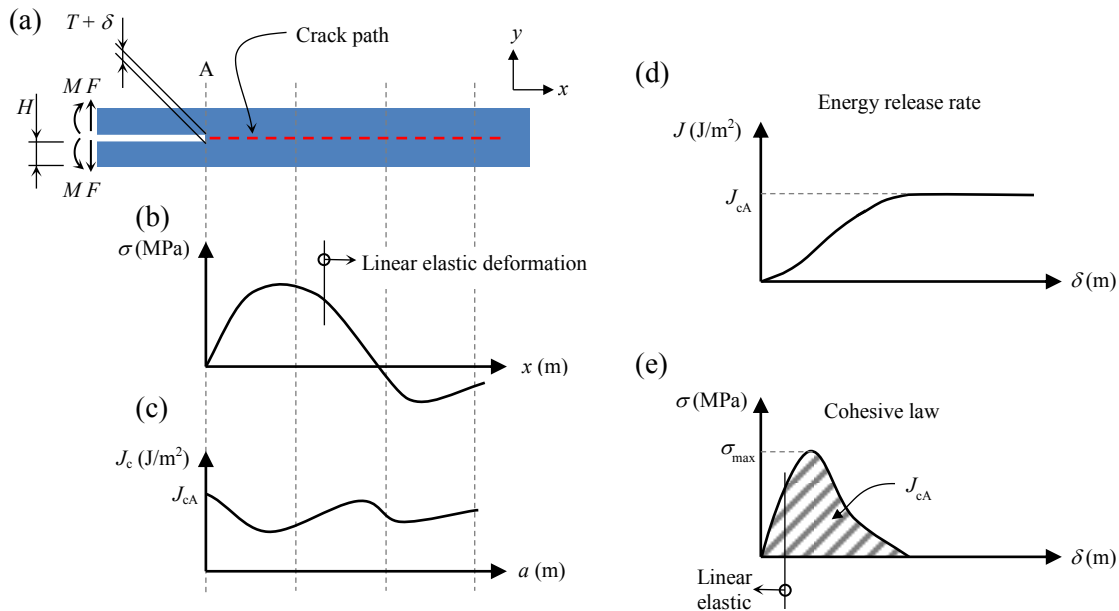 (a)
T + δ
Crack path
A
y
x
M F
H
M F
(b)
σ (MPa)
Linear elastic deformation
x (m)
(c)
J_c (J/m²)
J_cA
a (m)
(d)
Energy release rate
J (J/m²)
J_cA
δ (m)
(e)
σ (MPa)
Cohesive law
σ_max
J_cA
δ (m)
Linear
elastic